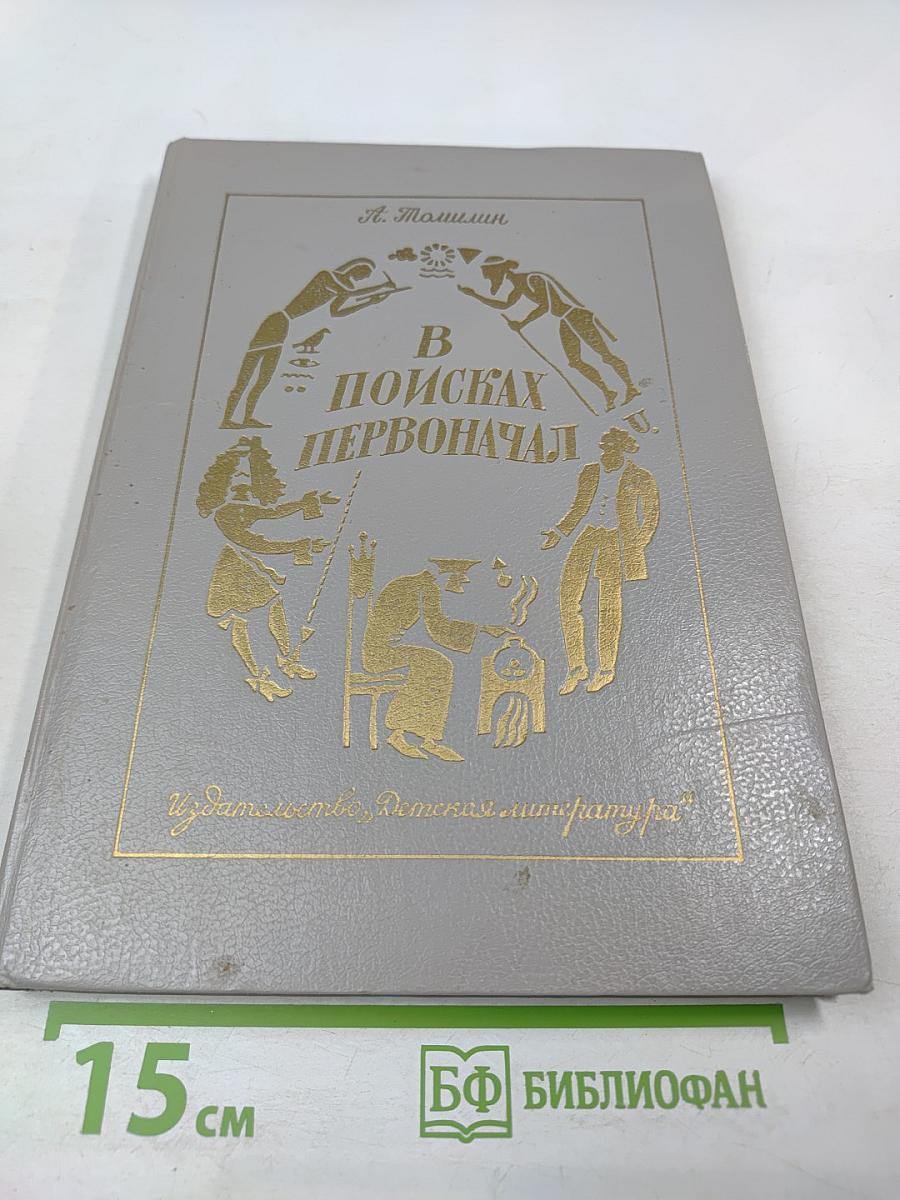 А. Томилин
В
ПОИСКАХ
ПЕРВОНАЧАЛ
Издательство „Детская литература“
15 см
БФ БИБЛИОФАН